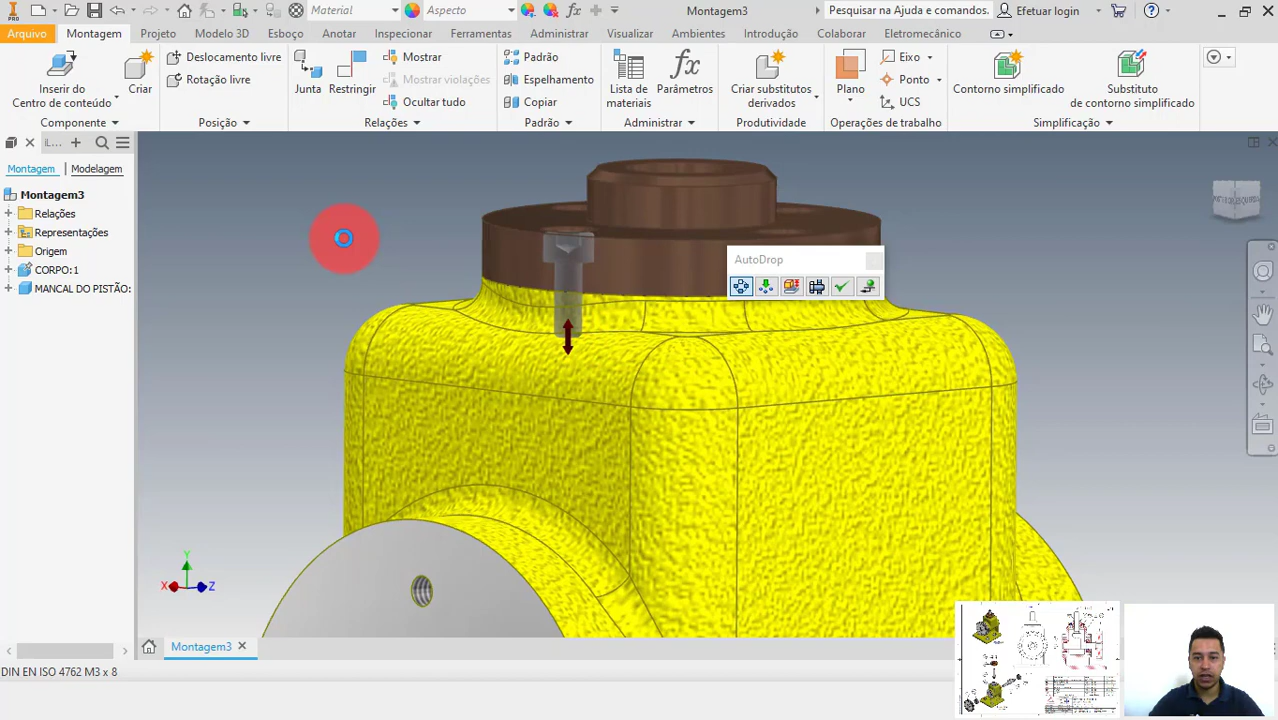 PRO
Material
Aspecto
fx
Montagem3
Pesquisar na Ajuda e comandos.
Efetuar login
Arquivo
Montagem
Projeto
Modelo 3D
Esboço
Anotar
Inspecionar
Ferramentas
Administrar
Visualizar
Ambientes
Introdução
Colaborar
Eletromecânico
Inserir do
Centro de conteúdo
Criar
Deslocamento livre
Rotação livre
Junta
Restringir
Mostrar
Mostrar violações
Ocultar tudo
Padrão
Espelhamento
Copiar
Lista de
materiais
fx
Parâmetros
Criar substitutos
derivados
Plano
Eixo
Ponto
UCS
Contorno simplificado
Substituto
de contorno simplificado
Componente
Posição
Relações
Padrão
Administrar
Produtividade
Operações de trabalho
Simplificação
iL...
Montagem
Modelagem
Montagem3
Relações
Representações
Origem
CORPO:1
MANCAL DO PISTÃO:
AutoDrop
Y
X
Z
Montagem3
DIN EN ISO 4762 M3 x 8